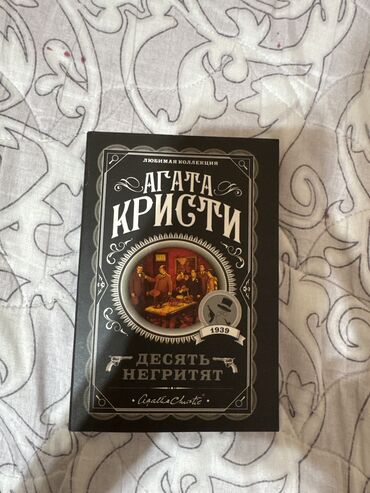 ЛЮБИМАЯ КОЛЛЕКЦИЯ
АГАТА
КРИСТИ
1939
ДЕСЯТЬ
НЕГРИТЯТ
Agatha Christie